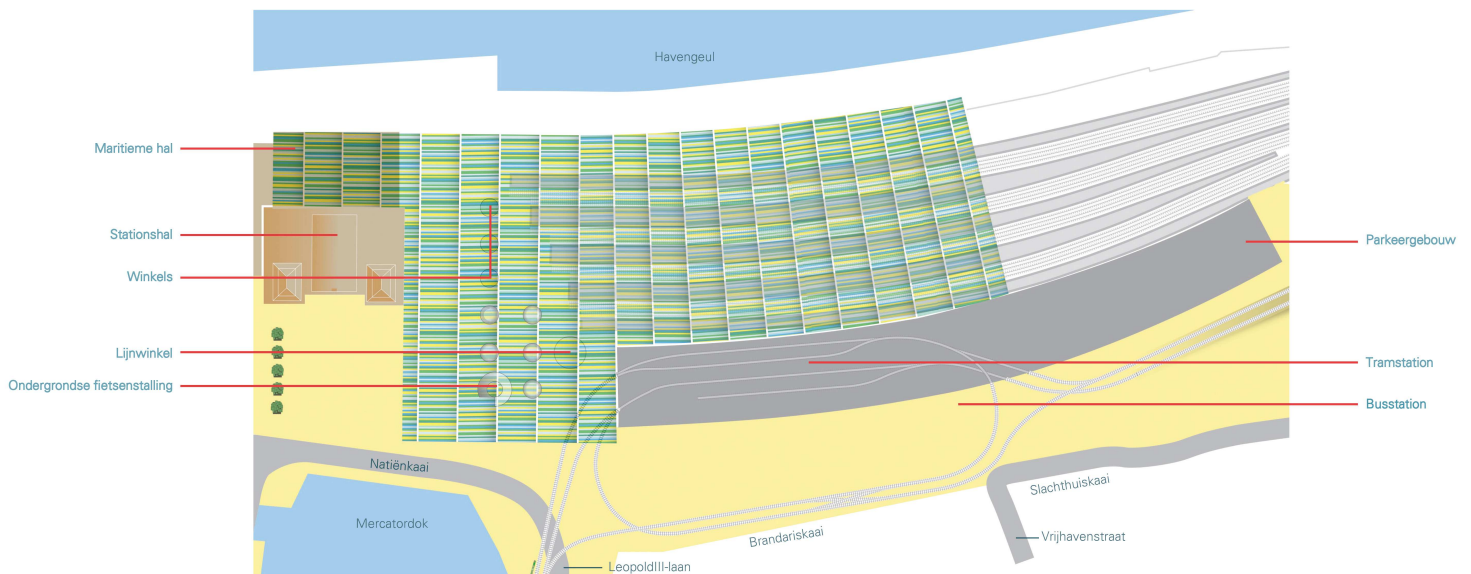 Havengeul
Maritieme hal
Stationshal
Winkels
Lijnwinkel
Ondergrondse fietsenstalling
Parkeergebouw
Tramstation
Busstation
Natiënkaai
Mercatordok
Brandariskaai
Slachthuiskaai
Vrijhavenstraat
LeopoldIII-laan